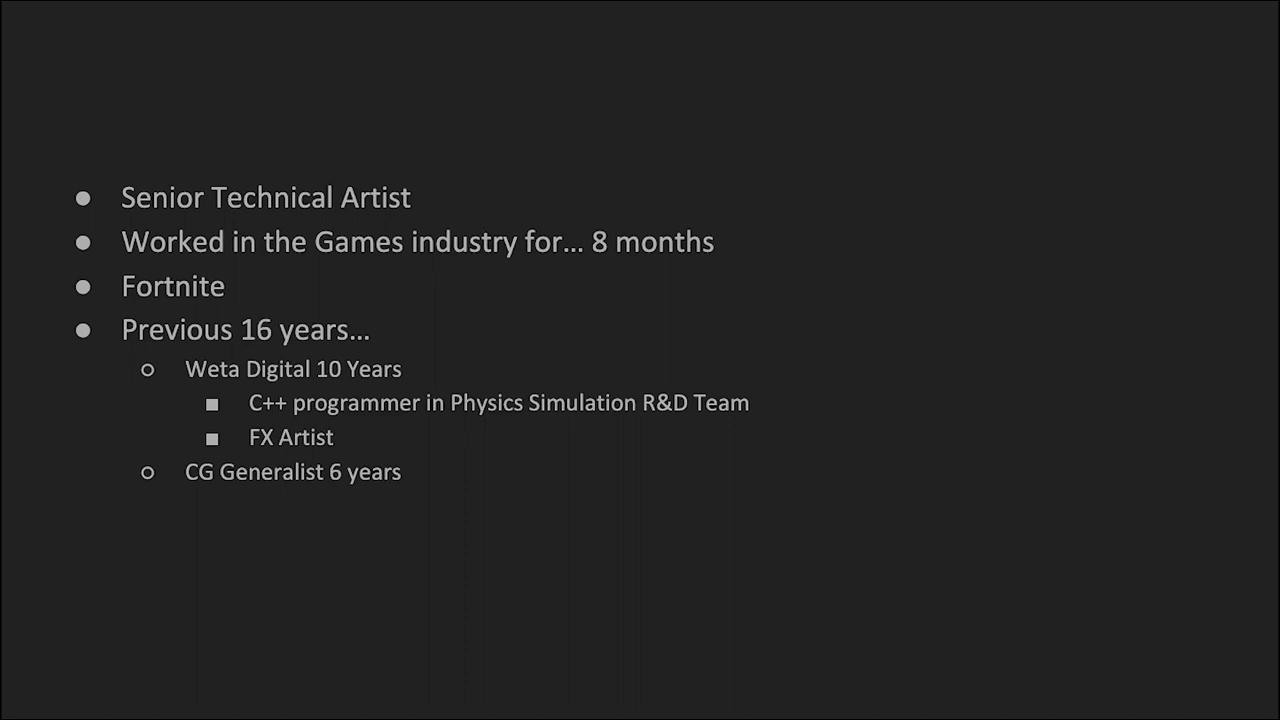 ● Senior Technical Artist
● Worked in the Games industry for... 8 months
● Fortnite
● Previous 16 years...
○ Weta Digital 10 Years
■ C++ programmer in Physics Simulation R&D Team
■ FX Artist
○ CG Generalist 6 years